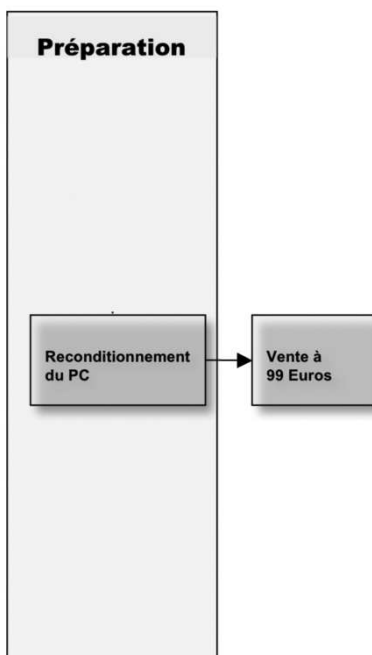 Préparation
Reconditionnement
du PC
Vente à
99 Euros